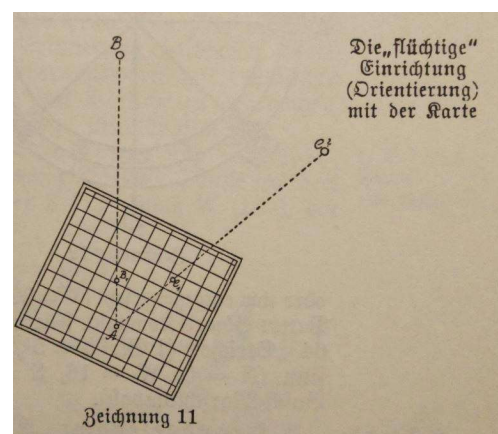 Die„flüchtige“
Einrichtung
(Orientierung)
mit der Karte
B
B
Zeichnung 11